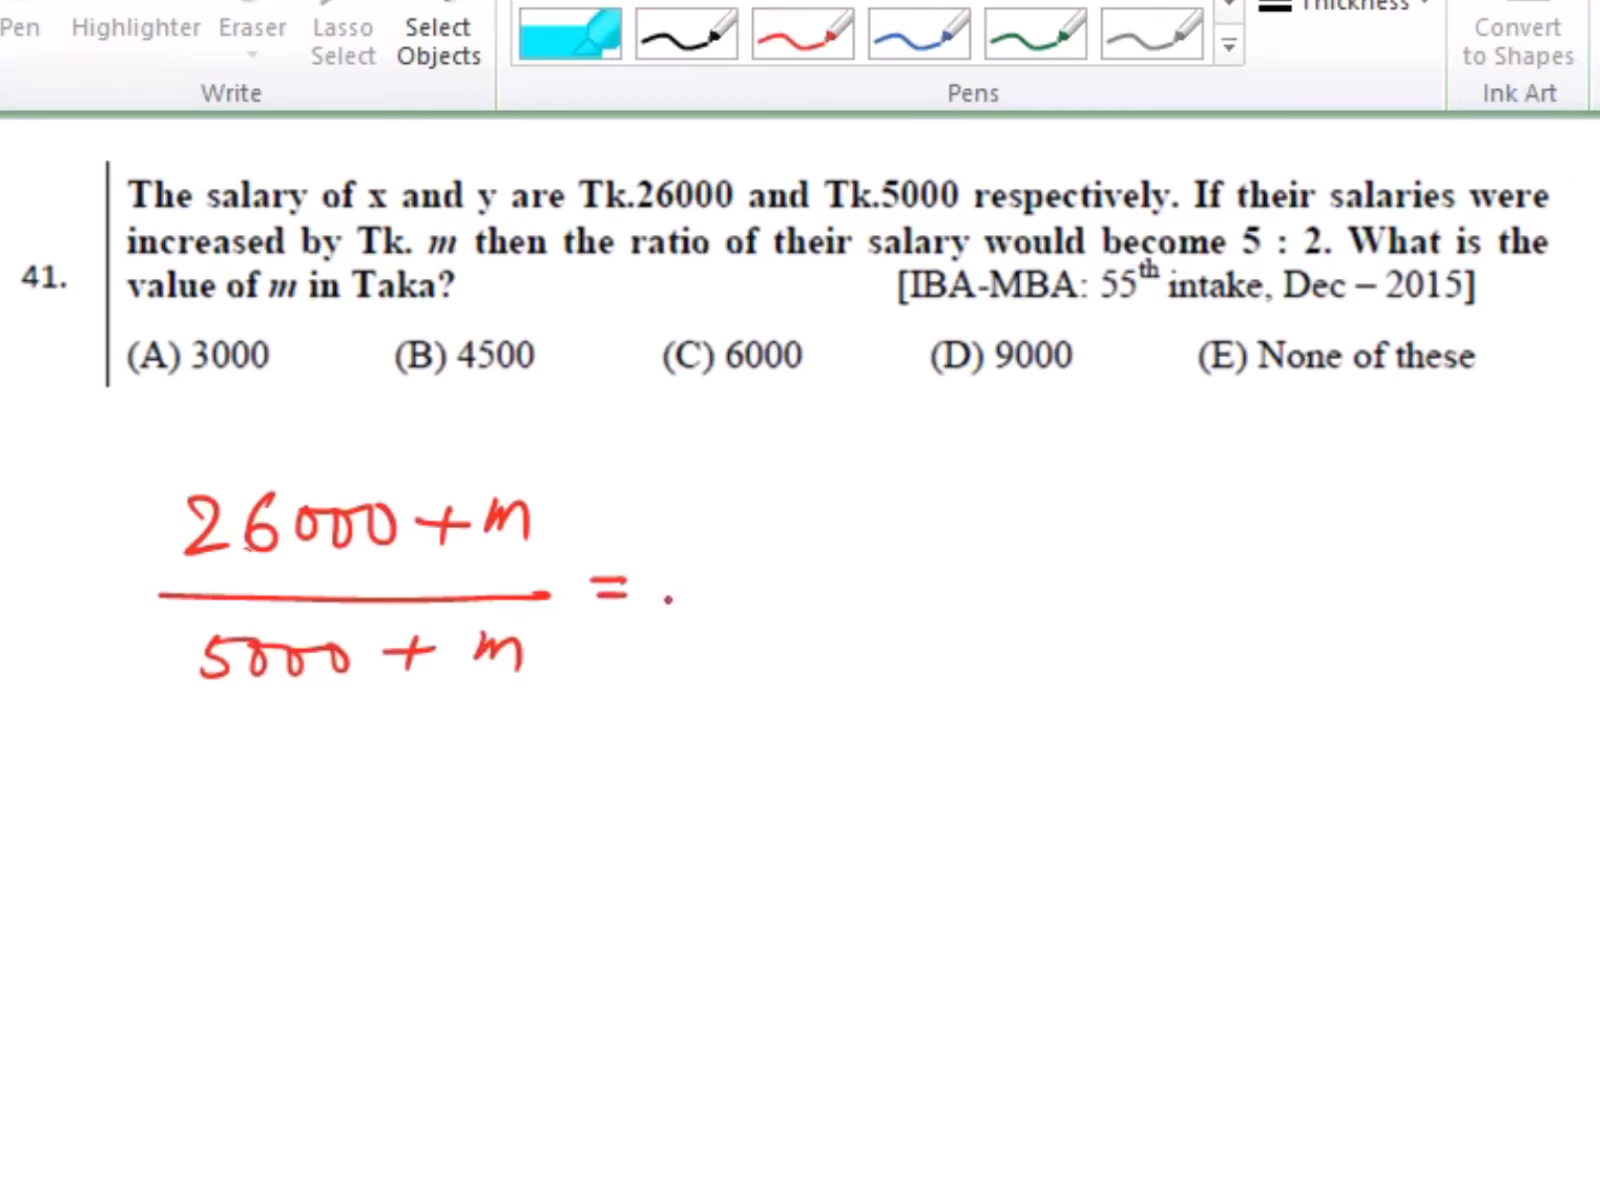 Pen Highlighter Eraser Lasso Select Select Objects
Thickness
Convert to Shapes
Write
Pens
Ink Art
41.
The salary of x and y are Tk.26000 and Tk.5000 respectively. If their salaries were
increased by Tk. m then the ratio of their salary would become 5 : 2. What is the
value of m in Taka? [IBA-MBA: 55th intake, Dec – 2015]
(A) 3000 (B) 4500 (C) 6000 (D) 9000 (E) None of these
26000 + m
=
5000 + m